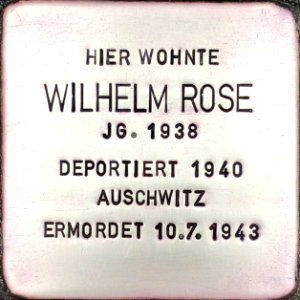 HIER WOHNTE
WILHELM ROSE
JG. 1938
DEPORTIERT 1940
AUSCHWITZ
ERMORDET 10.7. 1943